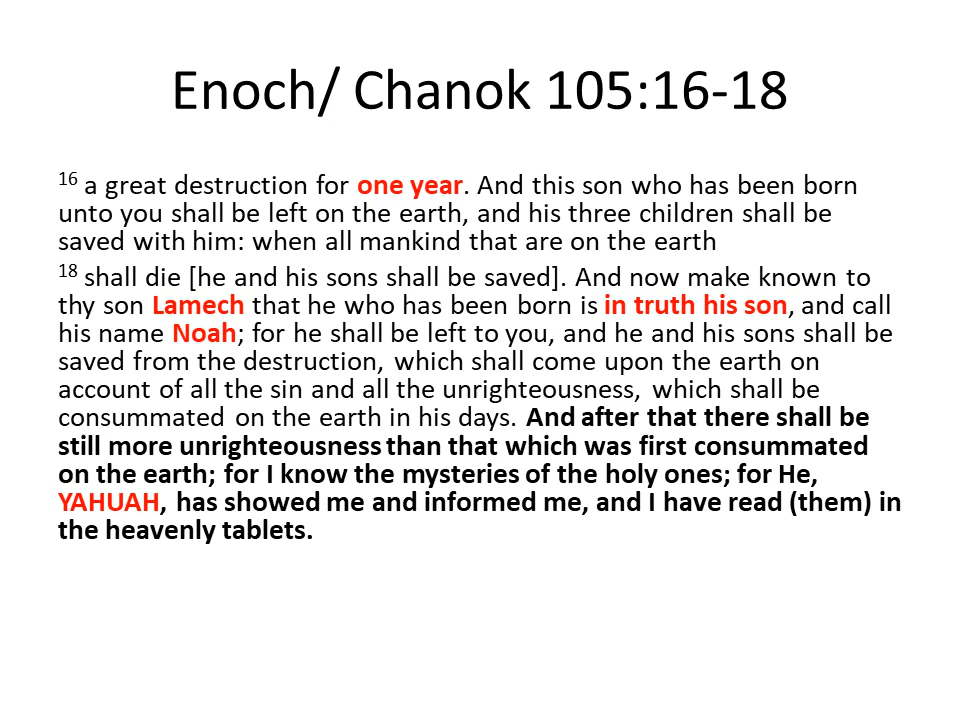 Enoch/ Chanok 105:16-18
16 a great destruction for one year. And this son who has been born
unto you shall be left on the earth, and his three children shall be
saved with him: when all mankind that are on the earth
18 shall die [he and his sons shall be saved]. And now make known to
thy son Lamech that he who has been born is in truth his son, and call
his name Noah; for he shall be left to you, and he and his sons shall be
saved from the destruction, which shall come upon the earth on
account of all the sin and all the unrighteousness, which shall be
consummated on the earth in his days. And after that there shall be
still more unrighteousness than that which was first consummated
on the earth; for I know the mysteries of the holy ones; for He,
YAHUAH, has showed me and informed me, and I have read (them) in
the heavenly tablets.